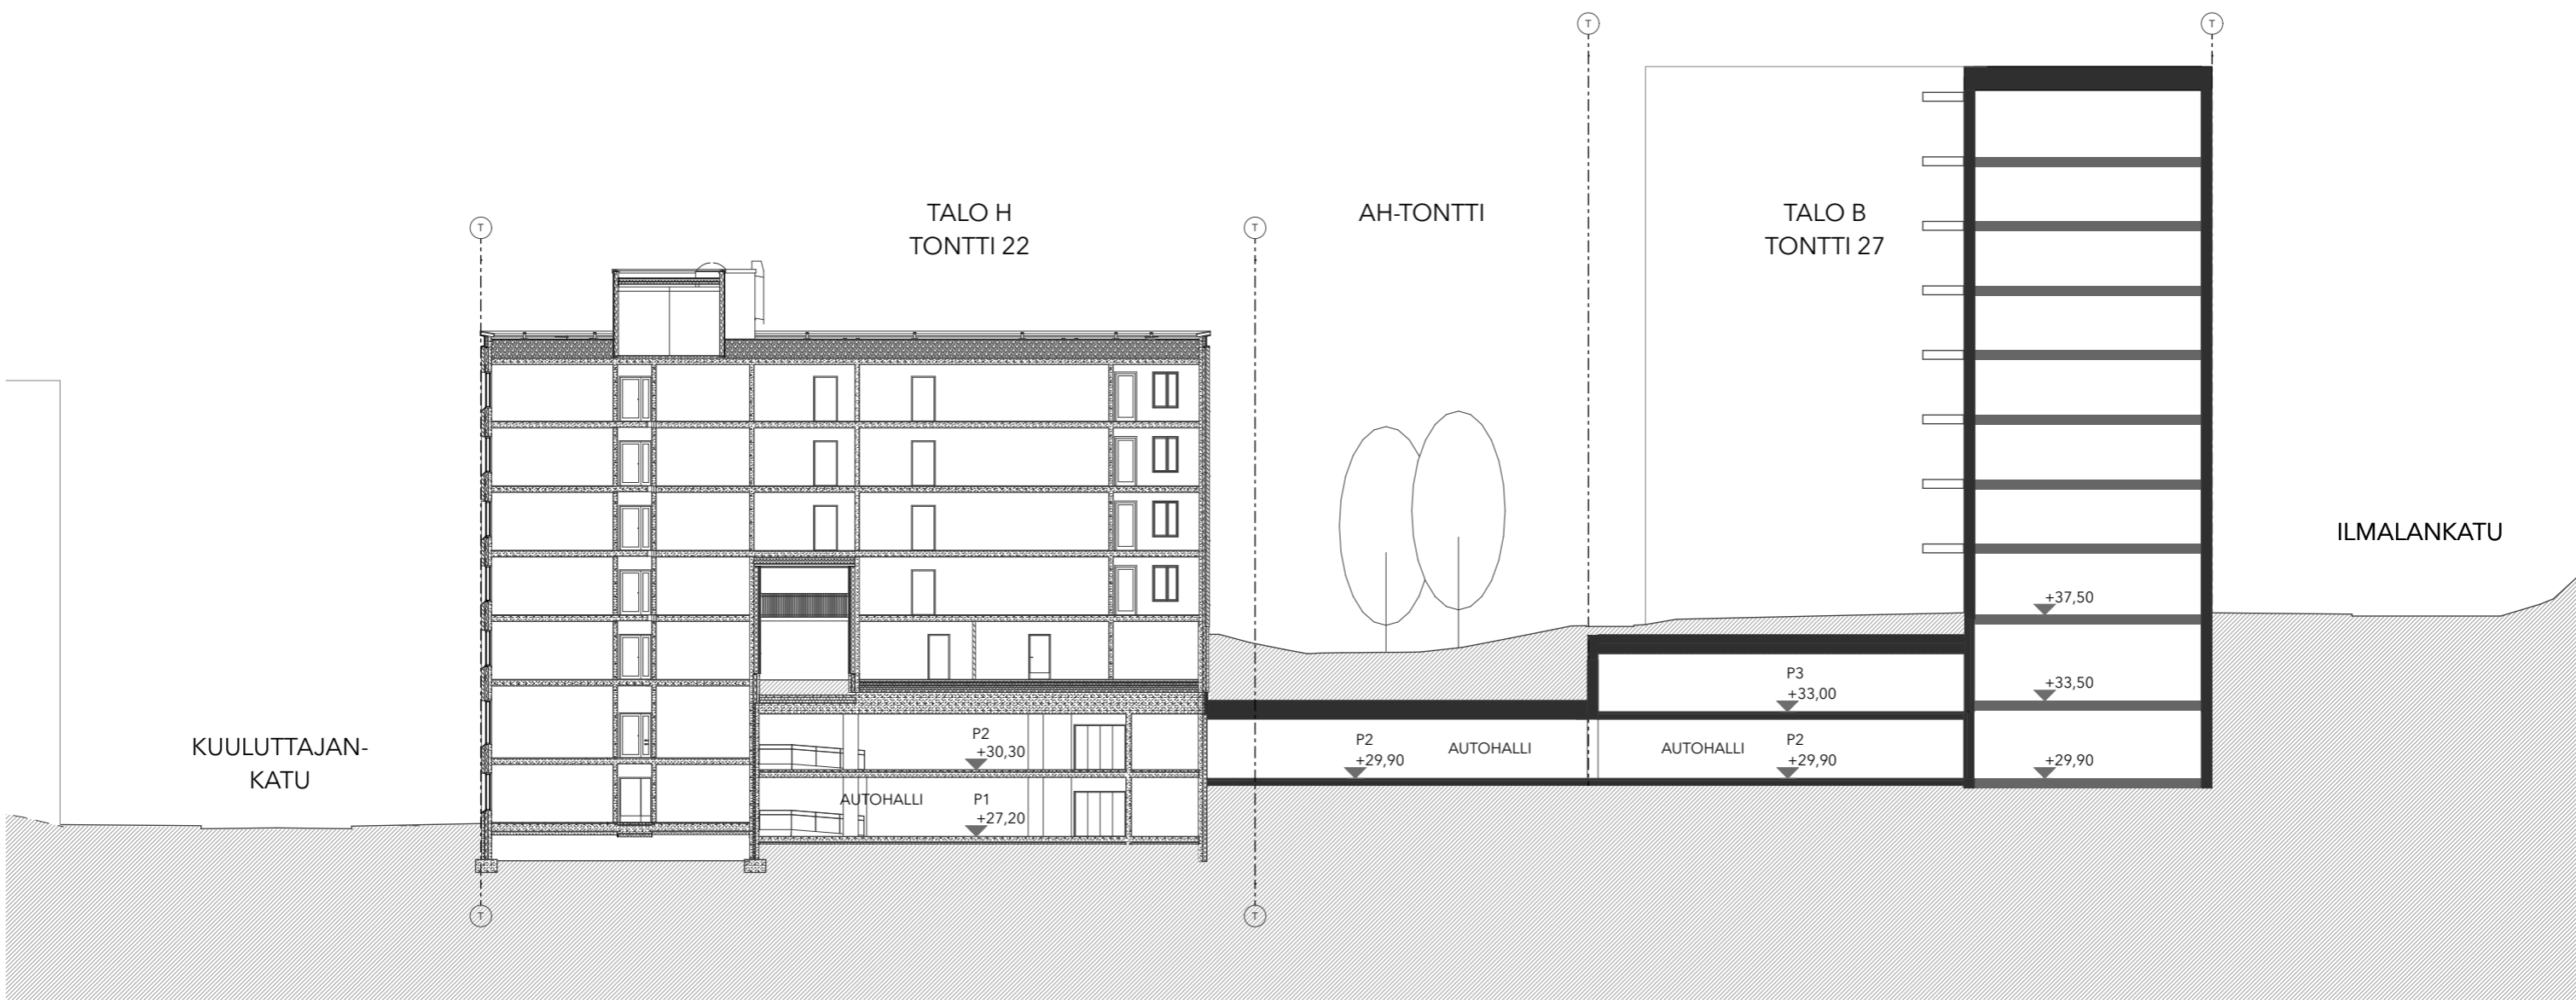 T
T
T
T
TALO H
TONTTI 22
AH-TONTTI
TALO B
TONTTI 27
ILMALANKATU
+37,50
P3
+33,00
+33,50
KUULUTTAJAN-
KATU
P2
+30,30
P2
+29,90
AUTOHALLI
AUTOHALLI
P2
+29,90
+29,90
AUTOHALLI
P1
+27,20
T
T